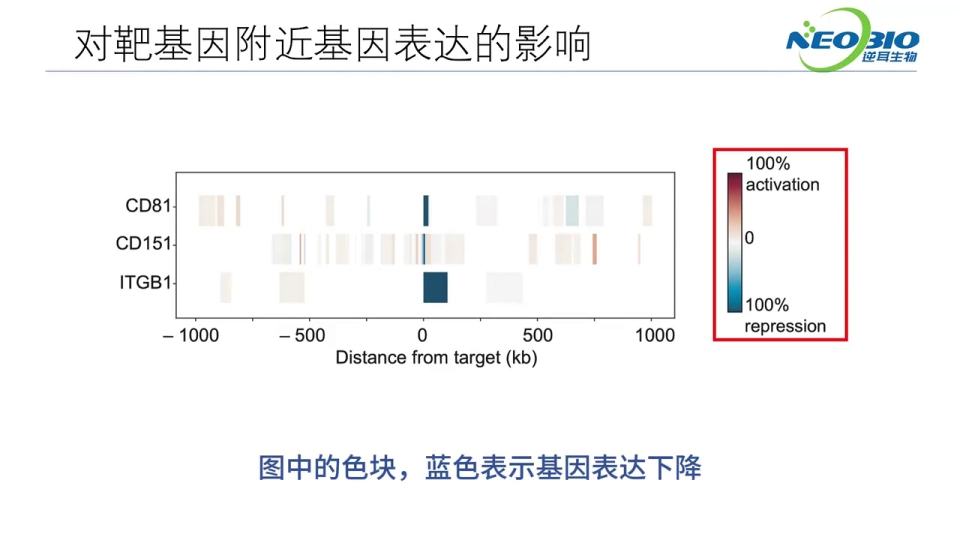 对靶基因附近基因表达的影响
NEOBIO
逆耳生物
100%
activation
0
100%
repression
CD81
CD151
ITGB1
– 1000
– 500
0
500
1000
Distance from target (kb)
图中的色块，蓝色表示基因表达下降